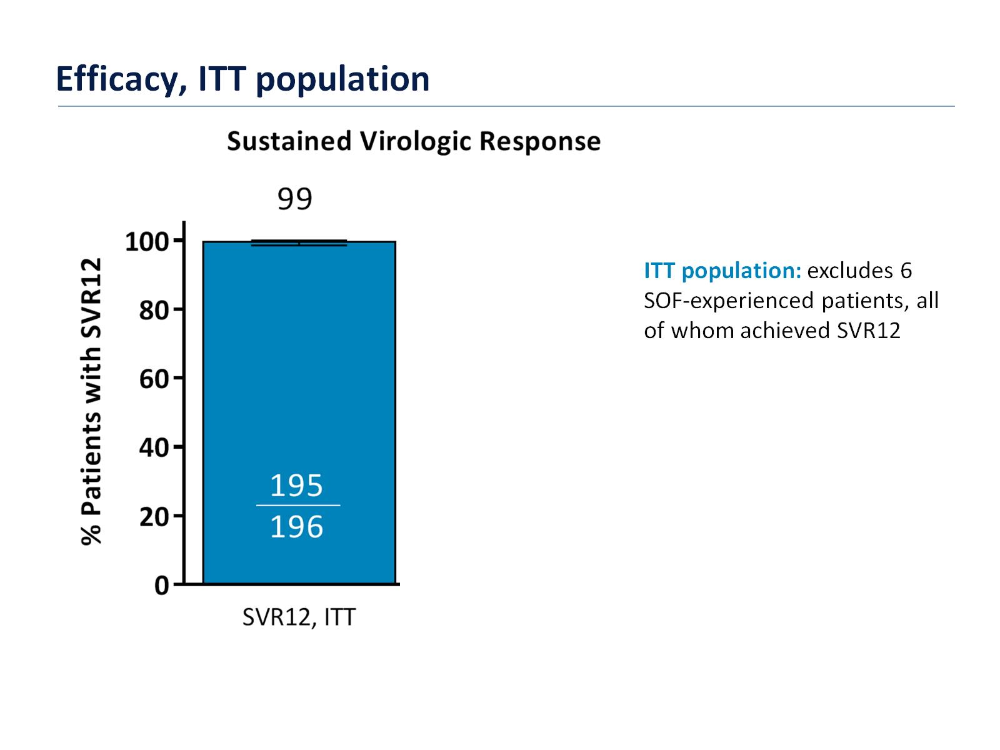 Efficacy, ITT population
Sustained Virologic Response
99
% Patients with SVR12
100
80
60
40
20
0
195
196
SVR12, ITT
ITT population: excludes 6
SOF-experienced patients, all
of whom achieved SVR12